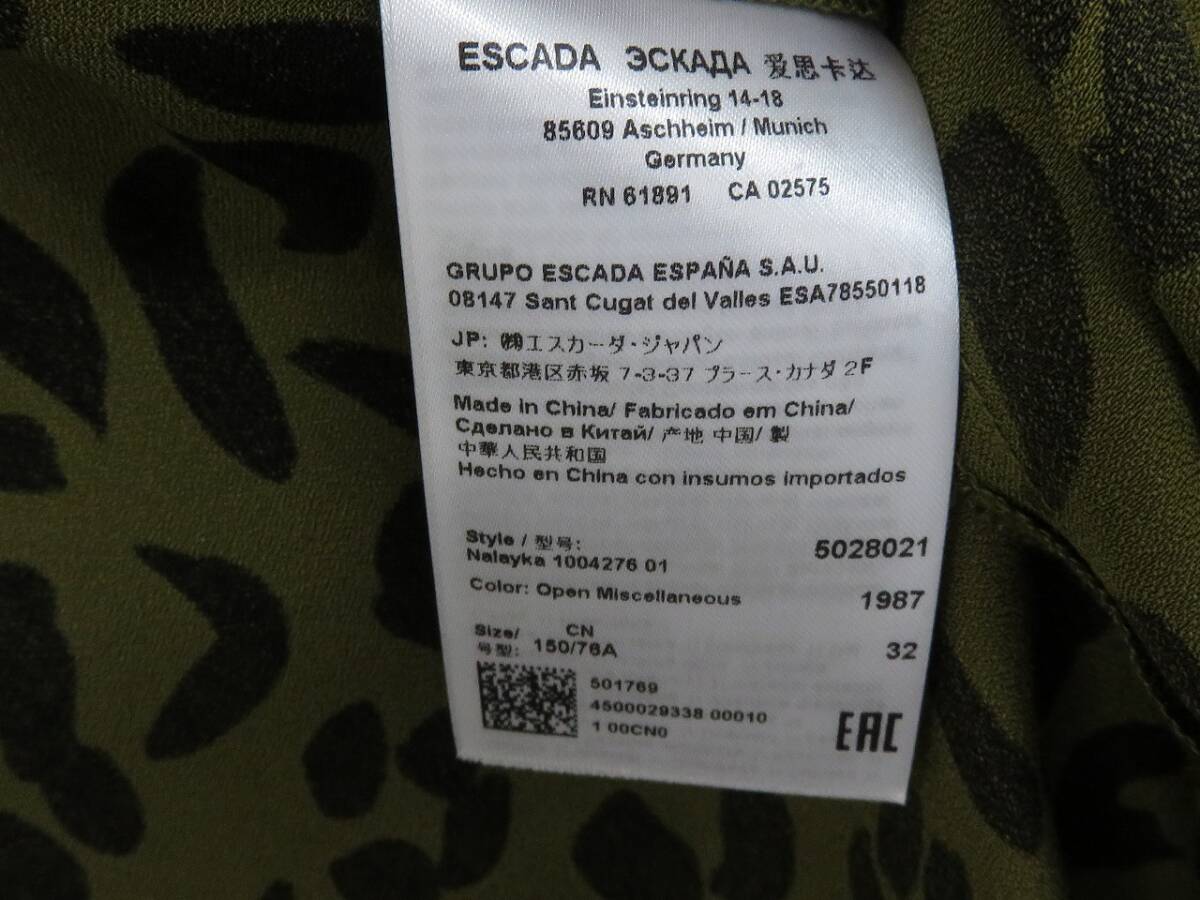 ESCADA ЭСКАДА 爱思卡达
Einsteinring 14-18
85609 Aschheim / Munich
Germany
RN 61891 CA 02575
GRUPO ESCADA ESPAÑA S.A.U.
08147 Sant Cugat del Valles ESA78550118
JP: ㈱エスカーダ・ジャパン
東京都港区赤坂 7-3-37 プラース・カナダ 2F
Made in China/ Fabricado em China/
Сделано в Китай/ 产地 中国/ 製
中華人民共和国
Hecho en China con insumos importados
Style / 型号: 5028021
Nalayka 1004276 01
Color: Open Miscellaneous 1987
Size/ CN
号型: 150/76A 32
501769
4500029338 00010
1 00CN0
EAC